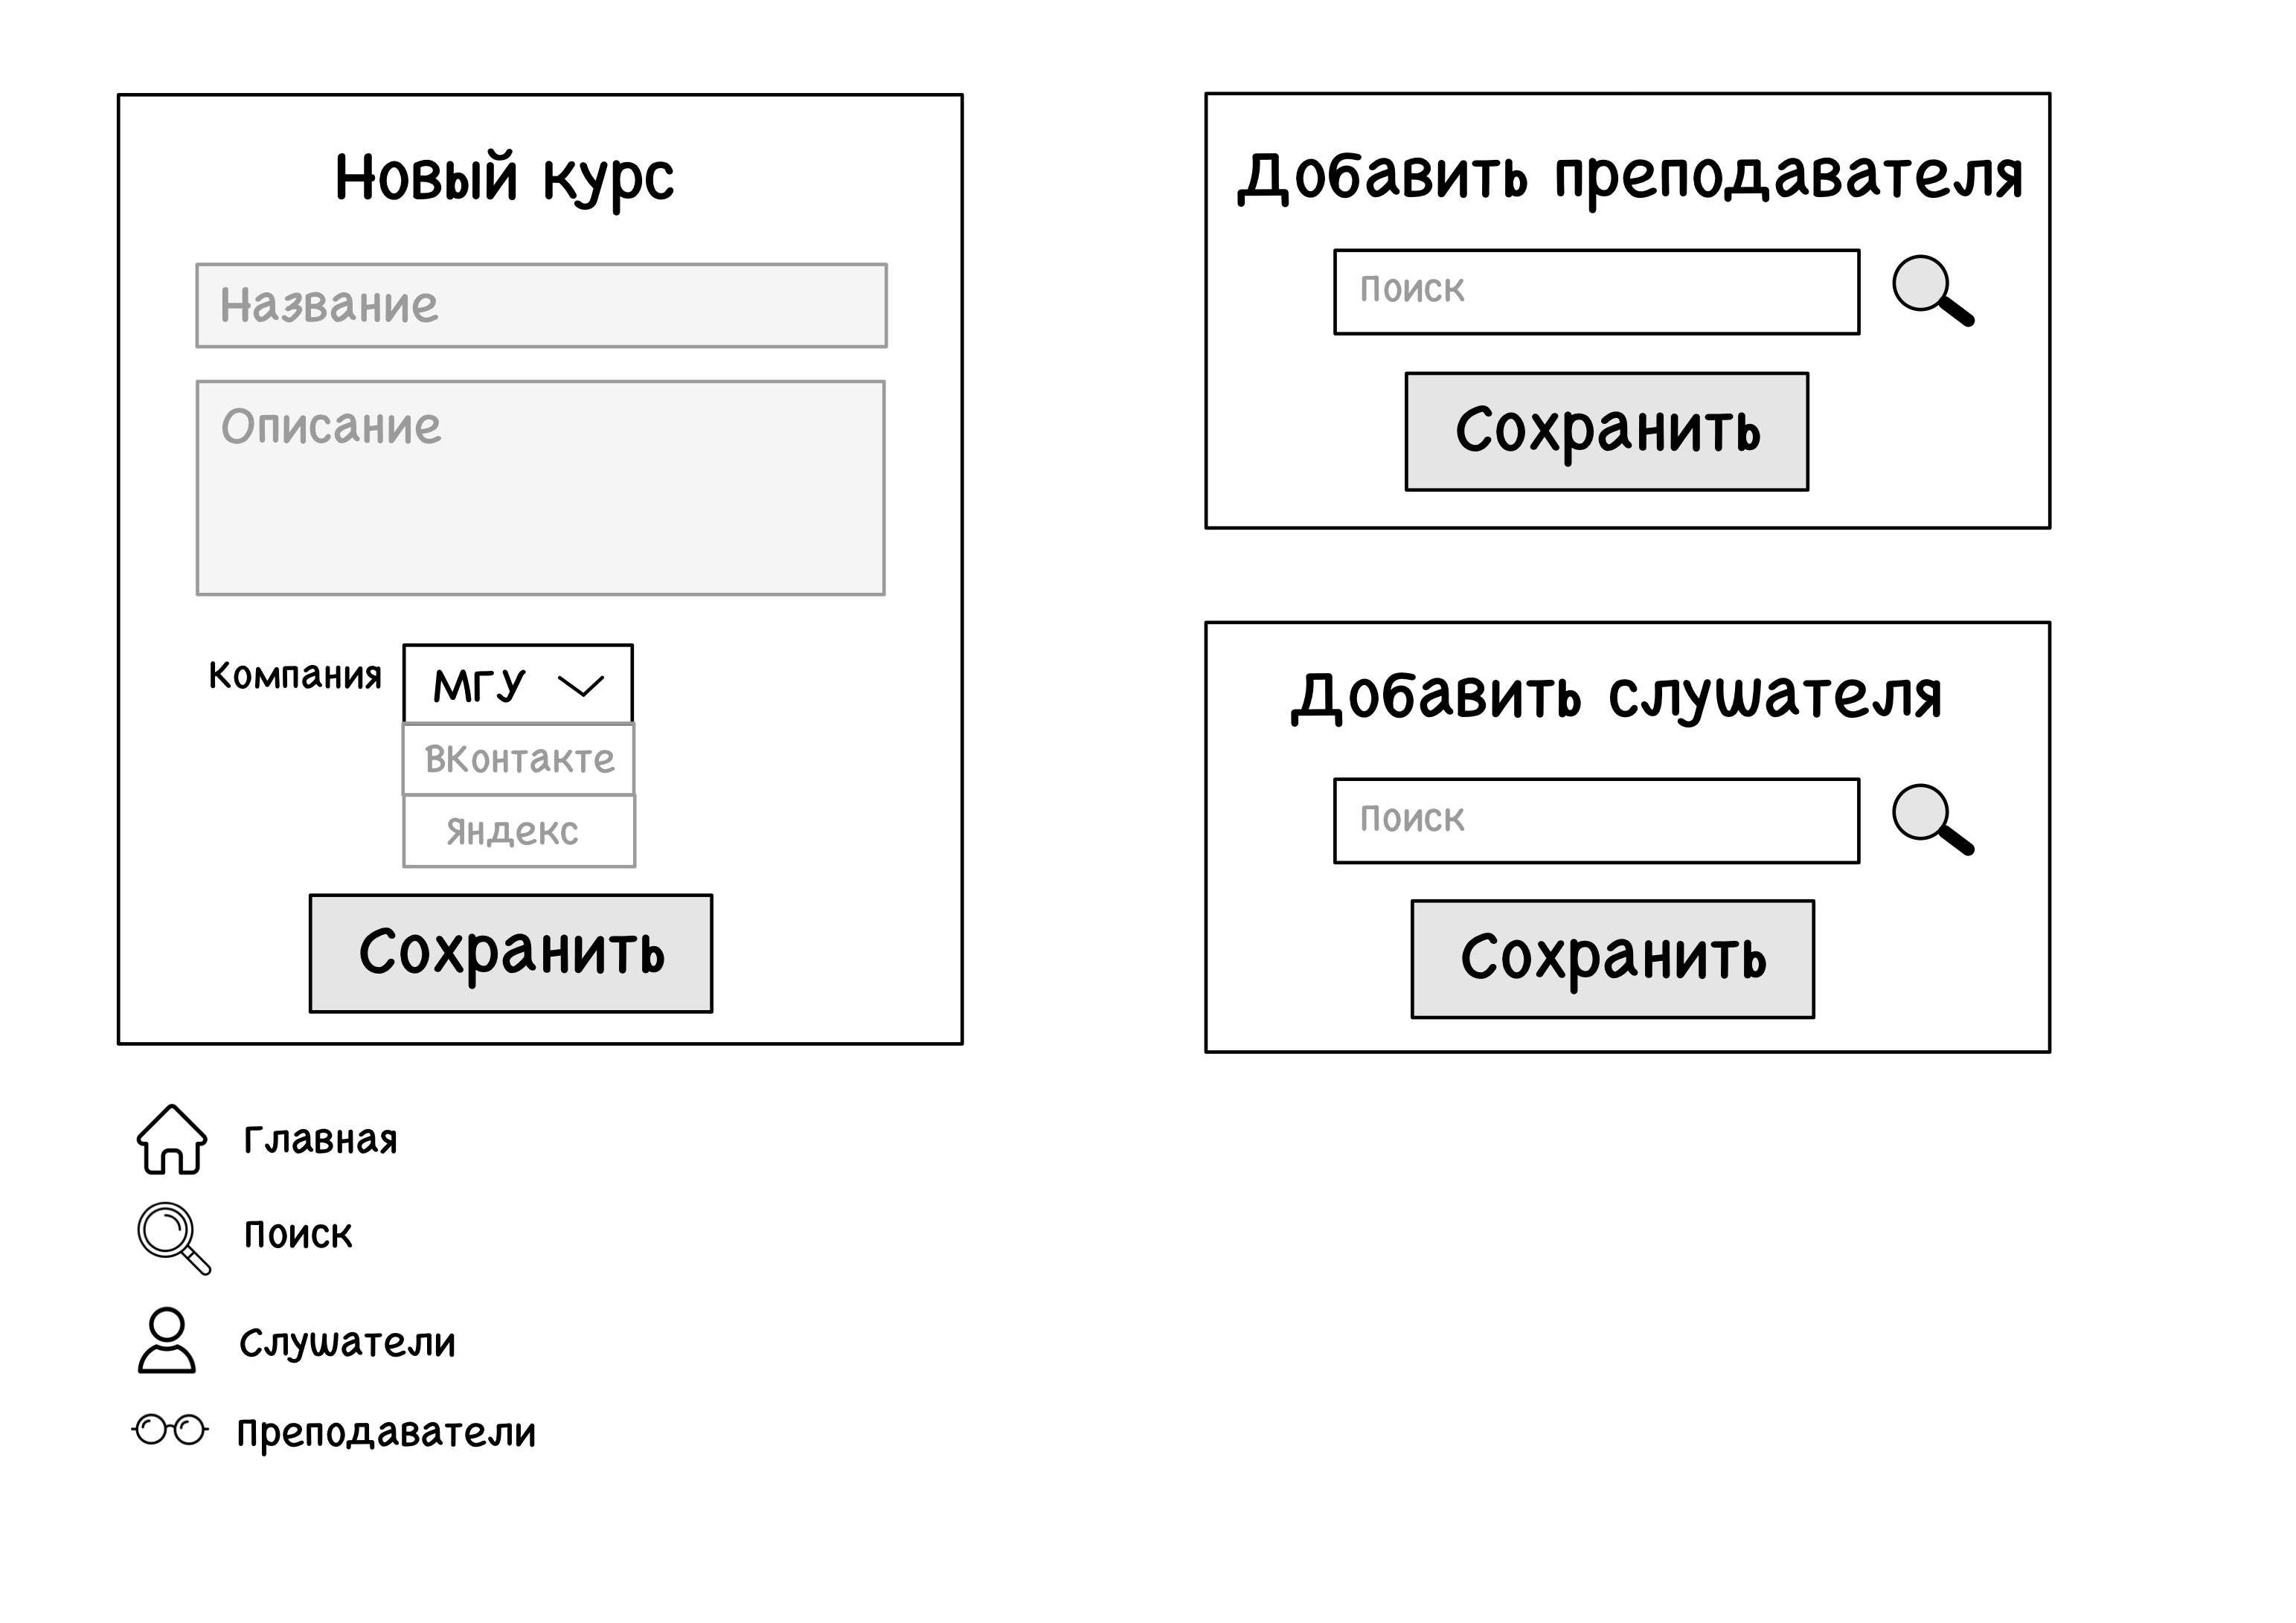 Новый курс
Название
Описание
Компания
МГУ
ВКонтакте
Яндекс
Сохранить
Добавить преподавателя
Поиск
Сохранить
Добавить слушателя
Поиск
Сохранить
Главная
Поиск
Слушатели
Преподаватели